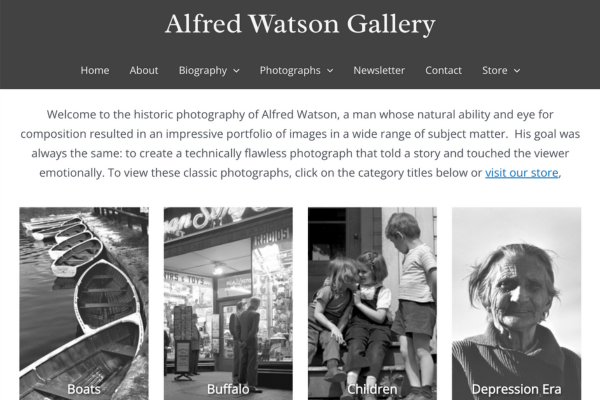 Alfred Watson Gallery
Home About Biography Photographs Newsletter Contact Store
Welcome to the historic photography of Alfred Watson, a man whose natural ability and eye for
composition resulted in an impressive portfolio of images in a wide range of subject matter. His goal was
always the same: to create a technically flawless photograph that told a story and touched the viewer
emotionally. To view these classic photographs, click on the category titles below or visit our store.
RADIOS
& TOYS
Boats Buffalo Children Depression Era